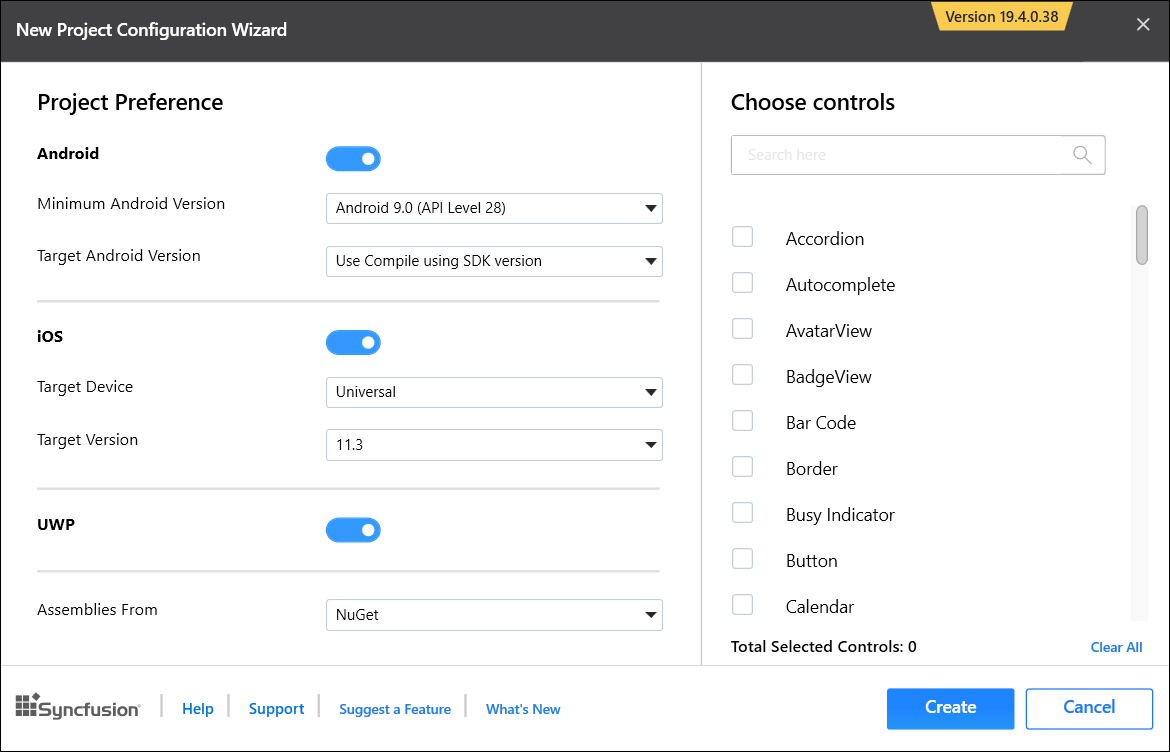 New Project Configuration Wizard
Version 19.4.0.38
Project Preference
Android
Minimum Android Version
Android 9.0 (API Level 28)
Target Android Version
Use Compile using SDK version
iOS
Target Device
Universal
Target Version
11.3
UWP
Assemblies From
NuGet
Choose controls
Search here
Accordion
Autocomplete
AvatarView
BadgeView
Bar Code
Border
Busy Indicator
Button
Calendar
Total Selected Controls: 0
Clear All
Syncfusion
Help
Support
Suggest a Feature
What's New
Create
Cancel